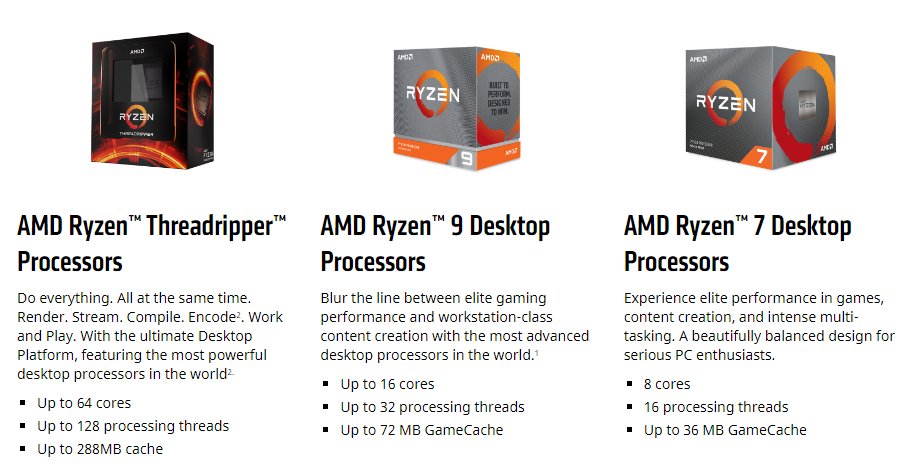 AMD
RYZEN
THREADRIPPER
AMD
RYZEN
BUILT TO
PERFORM.
DESIGNED
TO WIN.
9
AMD
RYZEN
7
AMD
AMD Ryzen™ Threadripper™
Processors
Do everything. All at the same time.
Render. Stream. Compile. Encode². Work
and Play. With the ultimate Desktop
Platform, featuring the most powerful
desktop processors in the world².
▪ Up to 64 cores
▪ Up to 128 processing threads
▪ Up to 288MB cache
AMD Ryzen™ 9 Desktop
Processors
Blur the line between elite gaming
performance and workstation-class
content creation with the most advanced
desktop processors in the world.¹
▪ Up to 16 cores
▪ Up to 32 processing threads
▪ Up to 72 MB GameCache
AMD Ryzen™ 7 Desktop
Processors
Experience elite performance in games,
content creation, and intense multi-
tasking. A beautifully balanced design for
serious PC enthusiasts.
▪ 8 cores
▪ 16 processing threads
▪ Up to 36 MB GameCache